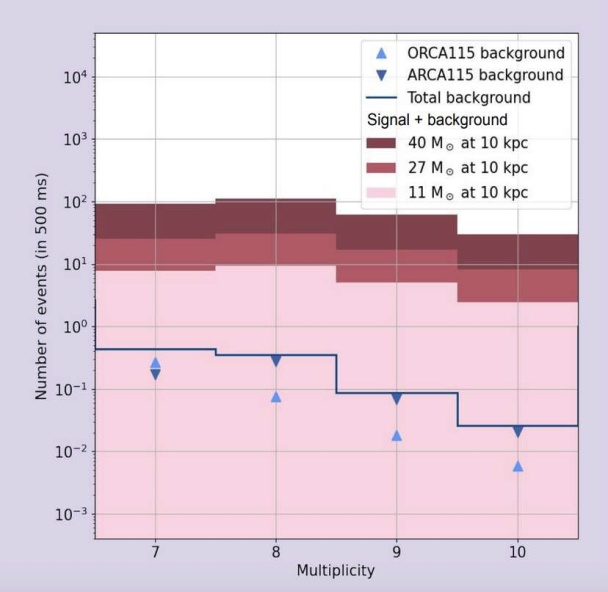 ORCA115 background
ARCA115 background
Total background
Signal + background
40 M⊙ at 10 kpc
27 M⊙ at 10 kpc
11 M⊙ at 10 kpc
Number of events (in 500 ms)
10⁴
10³
10²
10¹
10⁰
10⁻¹
10⁻²
10⁻³
7 8 9 10
Multiplicity